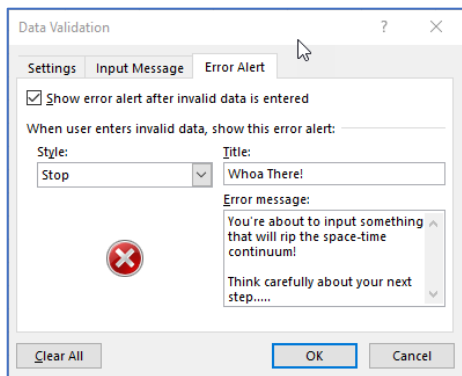 Data Validation
Settings Input Message Error Alert
Show error alert after invalid data is entered
When user enters invalid data, show this error alert:
Style: Title:
Stop Whoa There!
Error message:
You're about to input something
that will rip the space-time
continuum!
Think carefully about your next
step.....
Clear All OK Cancel